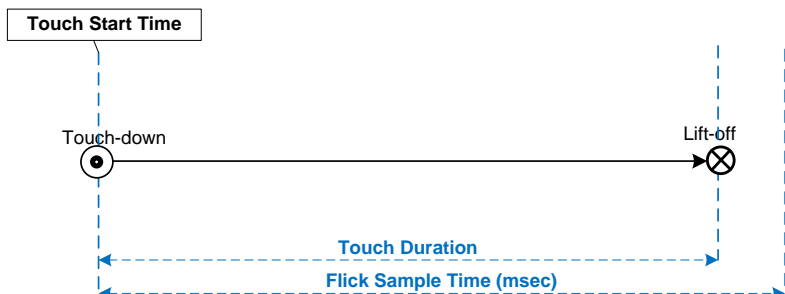 Touch Start Time
Touch-down
Lift-off
Touch Duration
Flick Sample Time (msec)